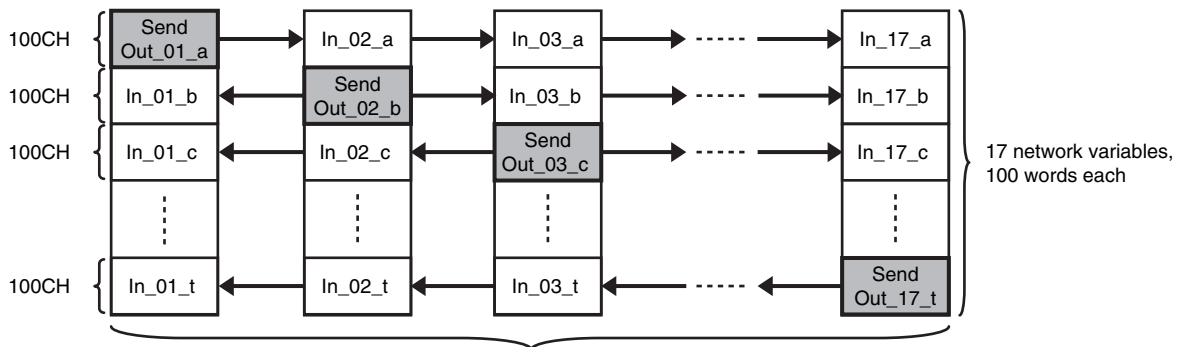 100CH
Send
Out_01_a
In_02_a
In_03_a
In_17_a
100CH
In_01_b
Send
Out_02_b
In_03_b
In_17_b
100CH
In_01_c
In_02_c
Send
Out_03_c
In_17_c
17 network variables,
100 words each
100CH
In_01_t
In_02_t
In_03_t
Send
Out_17_t